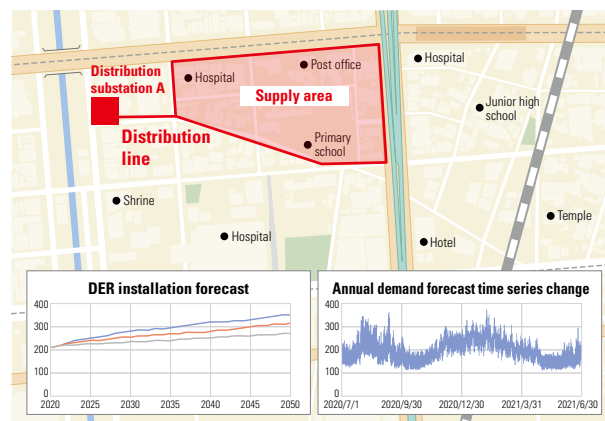 Distribution
substation A
Hospital
Post office
Hospital
Supply area
Junior high
school
Distribution
line
Primary
school
Shrine
Hospital
Hotel
Temple
DER installation forecast
400
300
200
100
0
2020
2025
2028
2030
2035
2040
2045
2050
Annual demand forecast time series change
400
300
200
100
0
2020/7/1
2020/9/30
2020/12/30
2021/3/31
2021/6/30